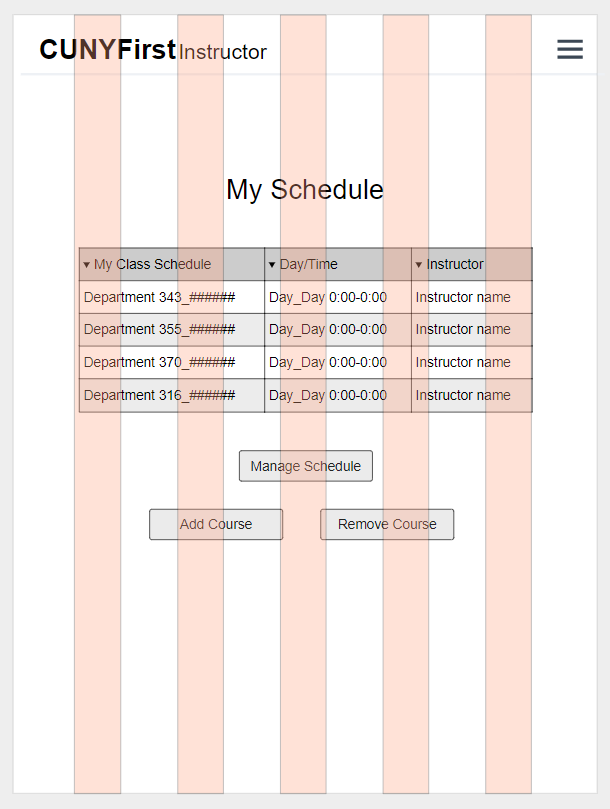 CUNYFirst Instructor
My Schedule
My Class Schedule Day/Time Instructor
Department 343_###### Day_Day 0:00-0:00 Instructor name
Department 355_###### Day_Day 0:00-0:00 Instructor name
Department 370_###### Day_Day 0:00-0:00 Instructor name
Department 316_###### Day_Day 0:00-0:00 Instructor name
Manage Schedule
Add Course Remove Course